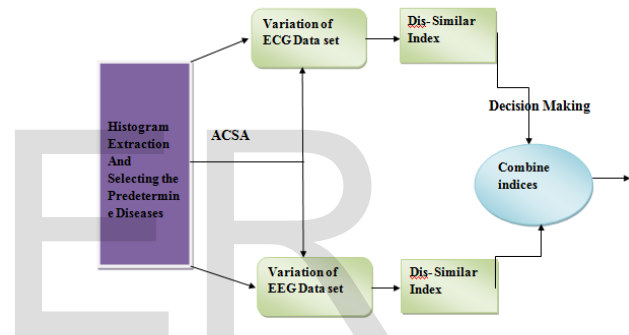 Histogram
Extraction
And
Selecting the
Predetermin
e Diseases
ACSA
Variation of
ECG Data set
Dis- Similar
Index
Decision Making
Combine
indices
Variation of
EEG Data set
Dis- Similar
Index
ER